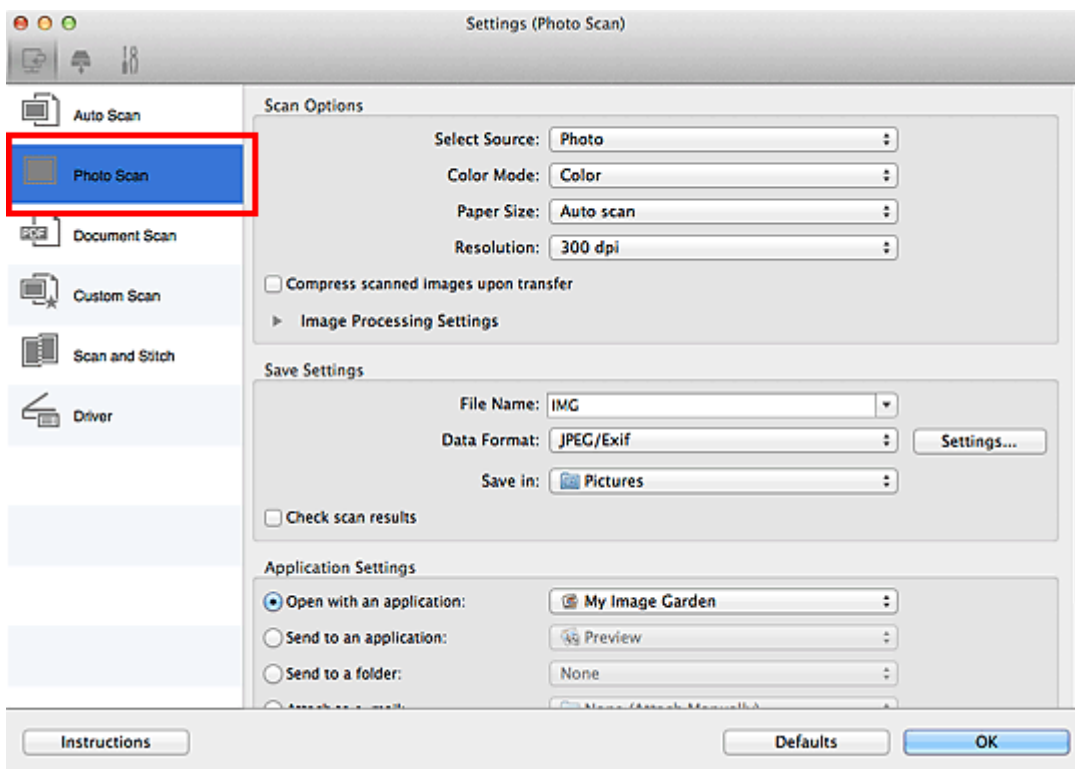 Settings (Photo Scan)
Auto Scan
Photo Scan
PDF
Document Scan
Custom Scan
Scan and Stitch
Driver
Scan Options
Select Source: Photo
Color Mode: Color
Paper Size: Auto scan
Resolution: 300 dpi
Compress scanned images upon transfer
Image Processing Settings
Save Settings
File Name: IMG
Data Format: JPEG/Exif Settings...
Save in: Pictures
Check scan results
Application Settings
Open with an application: My Image Garden
Send to an application: Preview
Send to a folder: None
Instructions Defaults OK